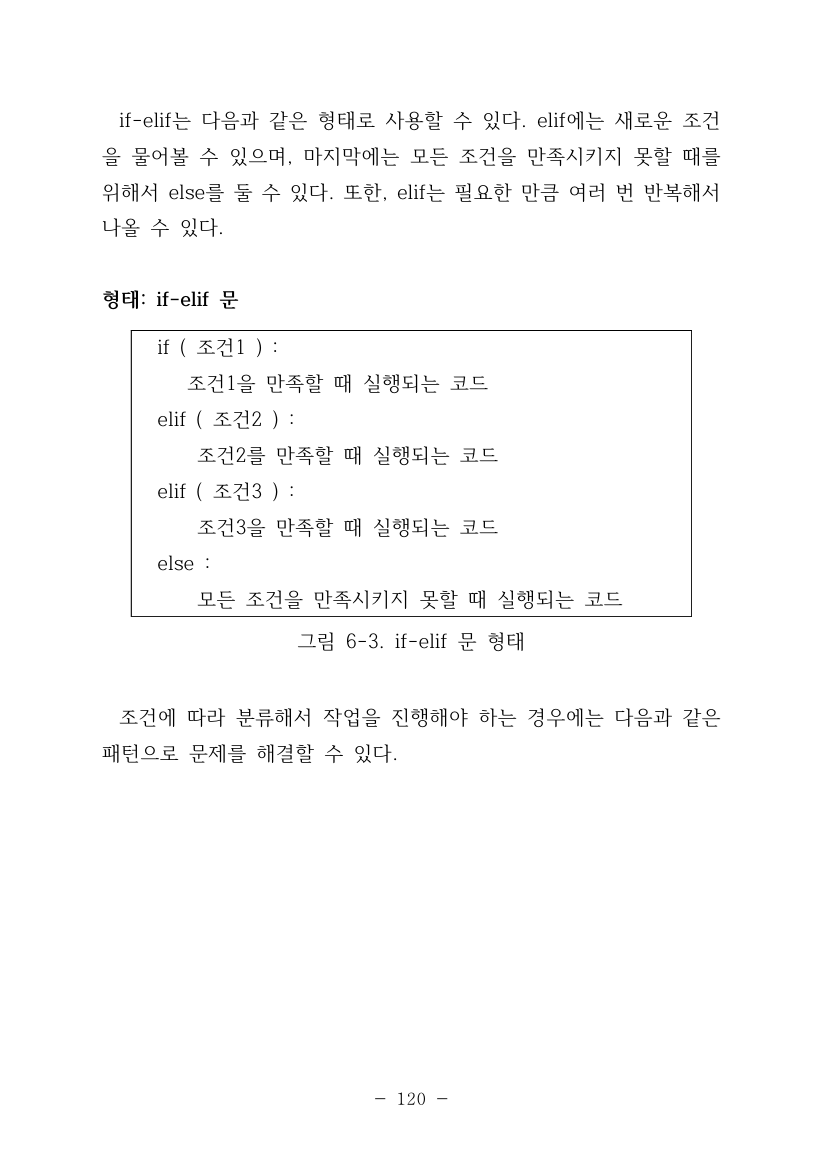 if-elif는 다음과 같은 형태로 사용할 수 있다. elif에는 새로운 조건
을 물어볼 수 있으며, 마지막에는 모든 조건을 만족시키지 못할 때를
위해서 else를 둘 수 있다. 또한, elif는 필요한 만큼 여러 번 반복해서
나올 수 있다.
형태: if-elif 문
if ( 조건1 ) :
조건1을 만족할 때 실행되는 코드
elif ( 조건2 ) :
조건2를 만족할 때 실행되는 코드
elif ( 조건3 ) :
조건3을 만족할 때 실행되는 코드
else :
모든 조건을 만족시키지 못할 때 실행되는 코드
그림 6-3. if-elif 문 형태
조건에 따라 분류해서 작업을 진행해야 하는 경우에는 다음과 같은
패턴으로 문제를 해결할 수 있다.
- 120 -